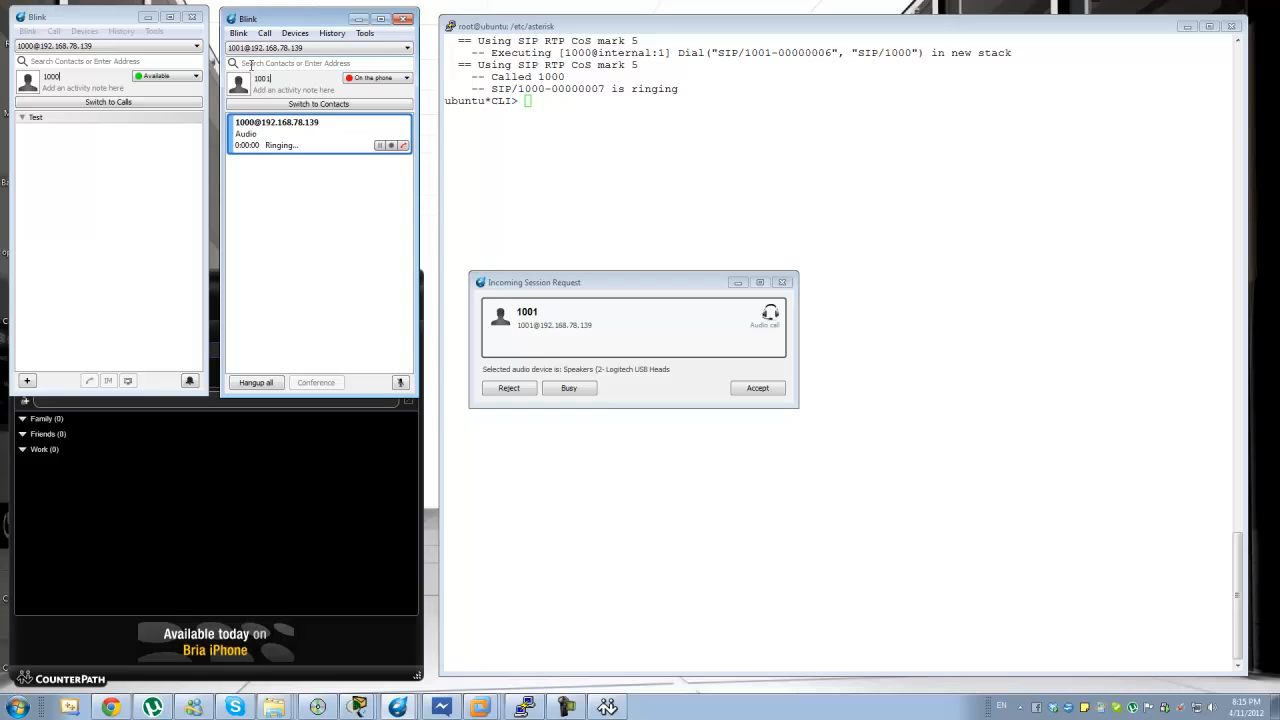 Blink
Blink Call Devices History Tools
1000@192.168.78.139
Search Contacts or Enter Address
1000
Available
Add an activity note here
Switch to Calls
Test
IM
Blink
Blink Call Devices History Tools
1001@192.168.78.139
Search Contacts or Enter Address
1001
On the phone
Add an activity note here
Switch to Contacts
1000@192.168.78.139
Audio
0:00:00 Ringing...
Hangup all Conference
root@ubuntu: /etc/asterisk
== Using SIP RTP CoS mark 5
-- Executing [1000@internal:1] Dial("SIP/1001-00000006", "SIP/1000") in new stack
== Using SIP RTP CoS mark 5
-- Called 1000
-- SIP/1000-00000007 is ringing
ubuntu*CLI>
Incoming Session Request
1001
1001@192.168.78.139
Audio call
Selected audio device is: Speakers (2- Logitech USB Heads
Reject Busy Accept
Family (0)
Friends (0)
Work (0)
Available today on
Bria iPhone
COUNTERPATH
EN
8:15 PM
4/11/2012